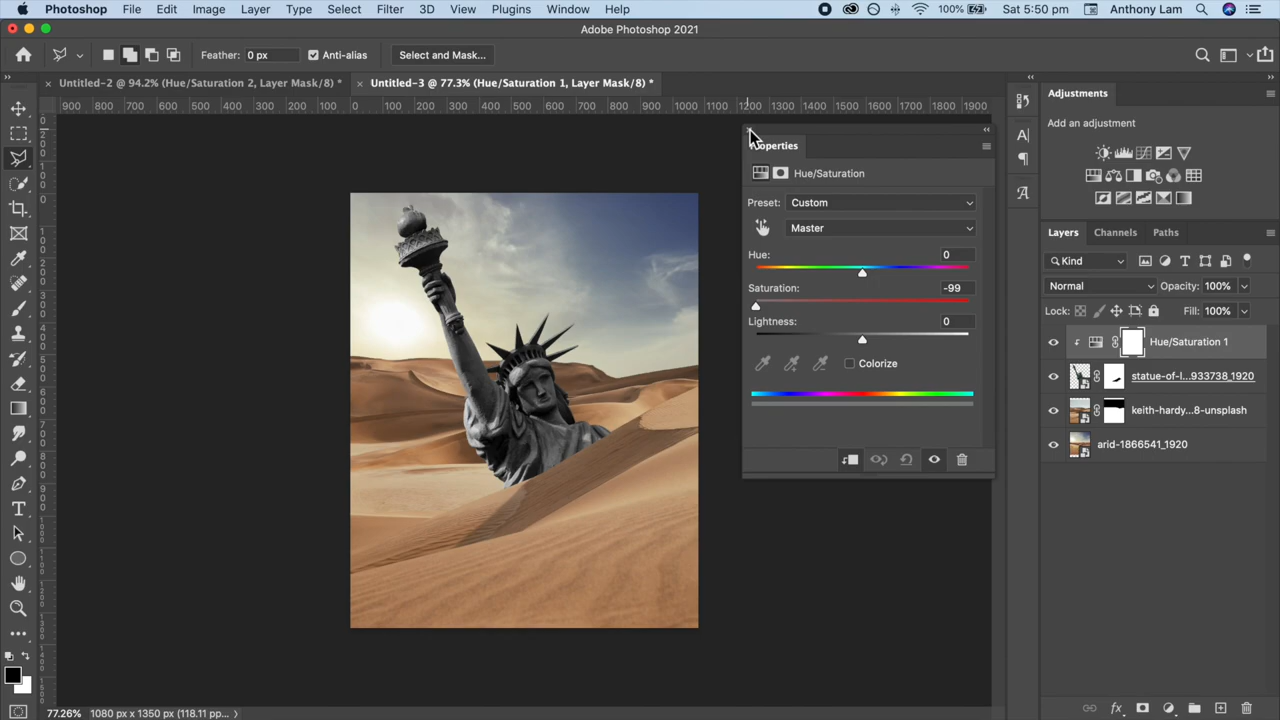 Photoshop File Edit Image Layer Type Select Filter 3D View Plugins Window Help 100% Sat 5:50 pm Anthony Lam
Adobe Photoshop 2021
Feather: 0 px Anti-alias Select and Mask...
Untitled-2 @ 94.2% (Hue/Saturation 2, Layer Mask/8) *
Untitled-3 @ 77.3% (Hue/Saturation 1, Layer Mask/8) *
900 800 700 600 500 400 300 200 100 0 100 200 300 400 500 600 700 800 900 1000 1100 1200 1300 1400 1500 1600 1700 1800 1900
Properties
Hue/Saturation
Preset: Custom
Master
Hue: 0
Saturation: -99
Lightness: 0
Colorize
Adjustments
Add an adjustment
Layers Channels Paths
Kind
Normal Opacity: 100%
Lock: Fill: 100%
Hue/Saturation 1
statue-of-l...933738_1920
keith-hardy...8-unsplash
arid-1866541_1920
77.26% 1080 px x 1350 px (118.11 pp...